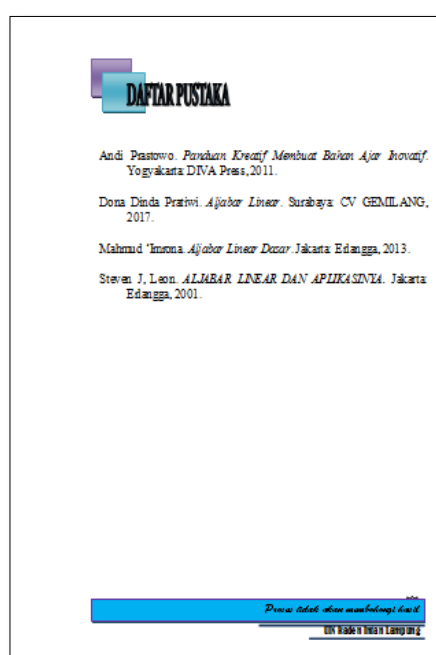 DAFTAR PUSTAKA
Andi Prastowo. Panduan Kreatif Membuat Bahan Ajar Inovatif.
Yogyakarta: DIVA Press, 2011.
Dona Dinda Pratiwi. Aljabar Linear. Surabaya: CV GEMILANG,
2017.
Mahmud 'Imrona. Aljabar Linear Dasar. Jakarta: Erlangga, 2013.
Steven J, Leon. ALJABAR LINEAR DAN APLIKASINYA. Jakarta:
Erlangga, 2001.
Proses tidak akan membohongi hasil
UIN Raden Intan Lampung